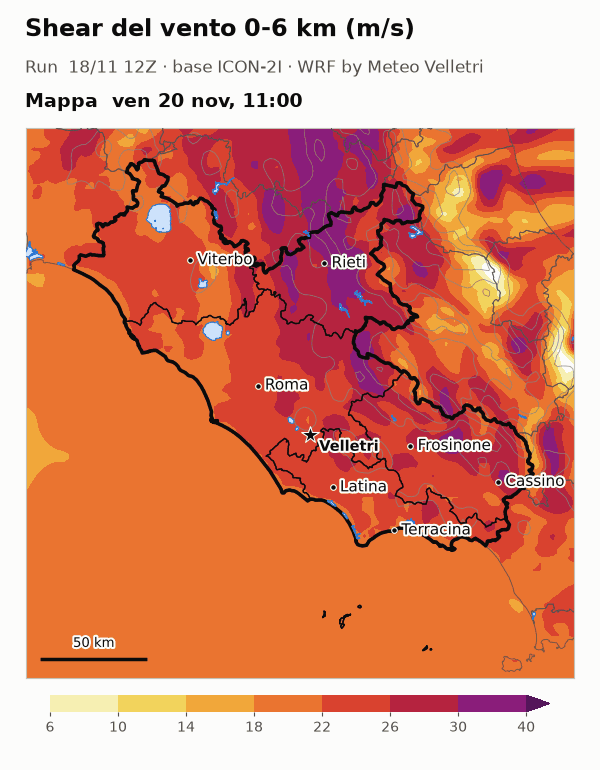 Shear del vento 0-6 km (m/s)
Run  18/11 12Z · base ICON-2I · WRF by Meteo Velletri
Mappa  ven 20 nov, 11:00
Viterbo
Rieti
Roma
Velletri
Frosinone
Cassino
Latina
Terracina
50 km
6 10 14 18 22 26 30 40